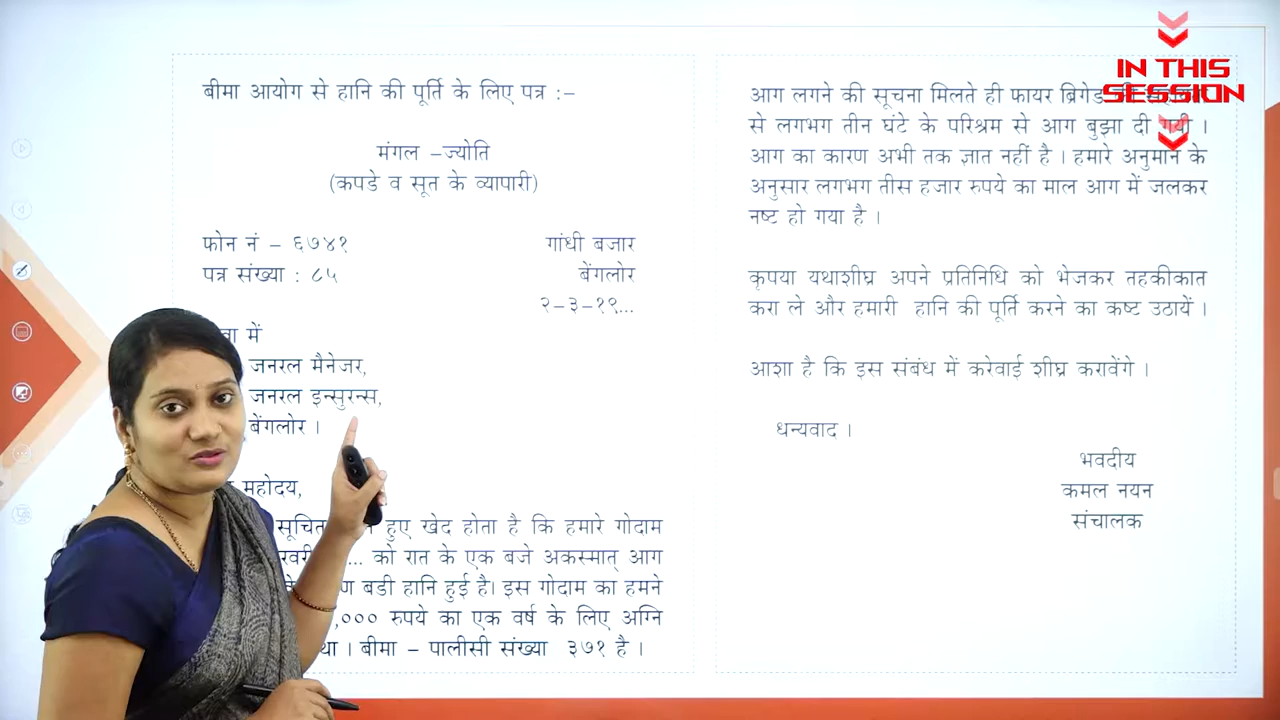 बीमा आयोग से हानि की पूर्ति के लिए पत्र :–
मंगल –ज्योति
(कपडे व सूत के व्यापारी)
फोन नं – ६७४१
गांधी बजार
पत्र संख्या : ८५
बेंगलोर
२–३–१९...
में
जनरल मैनेजर,
जनरल इन्सुरन्स,
बेंगलोर ।
महोदय,
सूचित हुए खेद होता है कि हमारे गोदाम
... को रात के एक बजे अकस्मात् आग
बडी हानि हुई है। इस गोदाम का हमने
,००० रुपये का एक वर्ष के लिए अग्नि
था । बीमा – पालीसी संख्या ३७१ है ।
आग लगने की सूचना मिलते ही फायर ब्रिगेड
से लगभग तीन घंटे के परिश्रम से आग बुझा दी गयी ।
आग का कारण अभी तक ज्ञात नहीं है । हमारे अनुमान के
अनुसार लगभग तीस हजार रुपये का माल आग में जलकर
नष्ट हो गया है ।
कृपया यथाशीघ्र अपने प्रतिनिधि को भेजकर तहकीकात
करा ले और हमारी हानि की पूर्ति करने का कष्ट उठायें ।
आशा है कि इस संबंध में करेवाई शीघ्र करावेंगे ।
धन्यवाद ।
भवदीय
कमल नयन
संचालक
IN THIS
SESSION